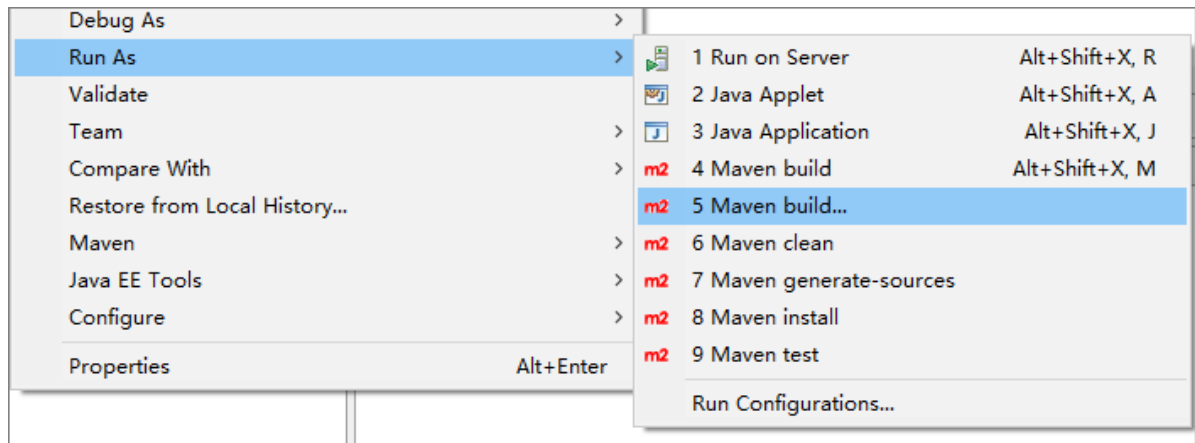 Debug As
Run As
Validate
Team
Compare With
Restore from Local History...
Maven
Java EE Tools
Configure
Properties Alt+Enter
1 Run on Server Alt+Shift+X, R
2 Java Applet Alt+Shift+X, A
J 3 Java Application Alt+Shift+X, J
m2 4 Maven build Alt+Shift+X, M
m2 5 Maven build...
m2 6 Maven clean
m2 7 Maven generate-sources
m2 8 Maven install
m2 9 Maven test
Run Configurations...